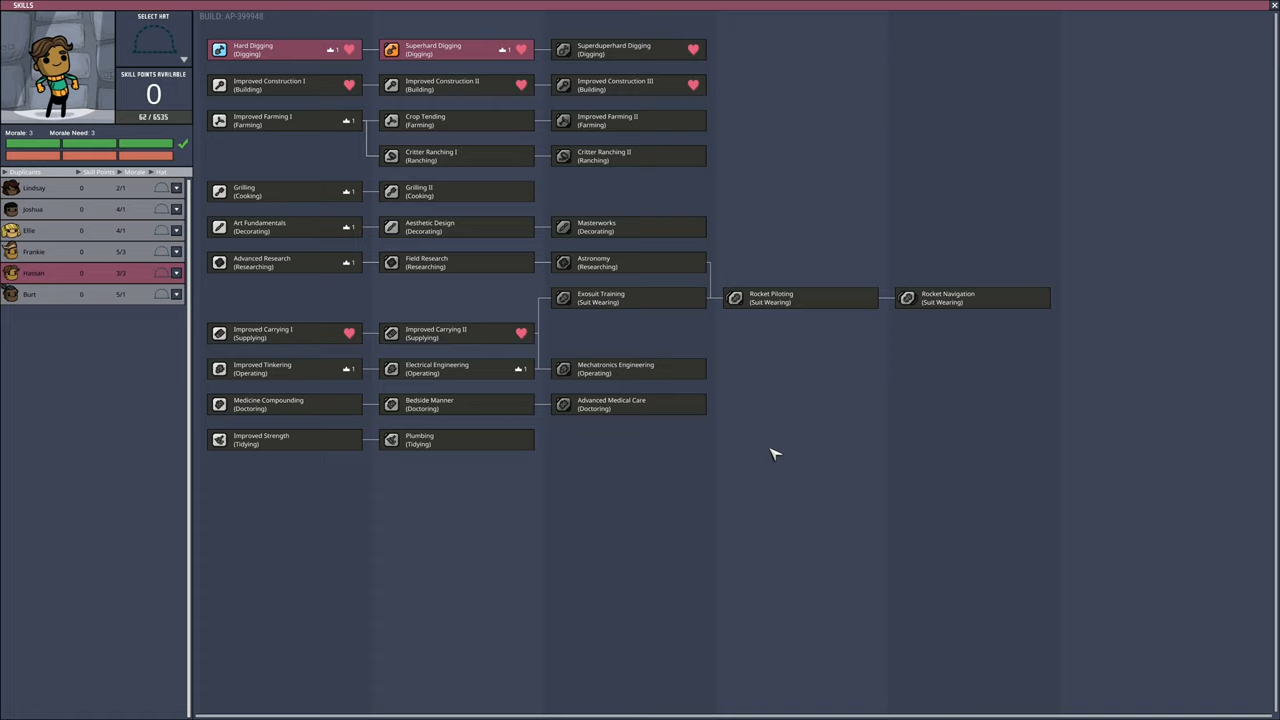 SKILLS
BUILD: AP-399948
SELECT HAT
SKILL POINTS AVAILABLE
0
62 / 6535
Morale: 3 Morale Need: 3
Duplicants Skill Points Morale Hat
Lindsay 0 2/1
Joshua 0 4/1
Ellie 0 4/1
Frankie 0 5/3
Hassan 0 3/3
Burt 0 5/1
Hard Digging
(Digging)
1
Superhard Digging
(Digging)
1
Superduperhard Digging
(Digging)
Improved Construction I
(Building)
Improved Construction II
(Building)
Improved Construction III
(Building)
Improved Farming I
(Farming)
1
Crop Tending
(Farming)
Improved Farming II
(Farming)
Critter Ranching I
(Ranching)
Critter Ranching II
(Ranching)
Grilling
(Cooking)
1
Grilling II
(Cooking)
Art Fundamentals
(Decorating)
1
Aesthetic Design
(Decorating)
Masterworks
(Decorating)
Advanced Research
(Researching)
1
Field Research
(Researching)
Astronomy
(Researching)
Exosuit Training
(Suit Wearing)
Rocket Piloting
(Suit Wearing)
Rocket Navigation
(Suit Wearing)
Improved Carrying I
(Supplying)
Improved Carrying II
(Supplying)
Improved Tinkering
(Operating)
1
Electrical Engineering
(Operating)
1
Mechatronics Engineering
(Operating)
Medicine Compounding
(Doctoring)
Bedside Manner
(Doctoring)
Advanced Medical Care
(Doctoring)
Improved Strength
(Tidying)
Plumbing
(Tidying)